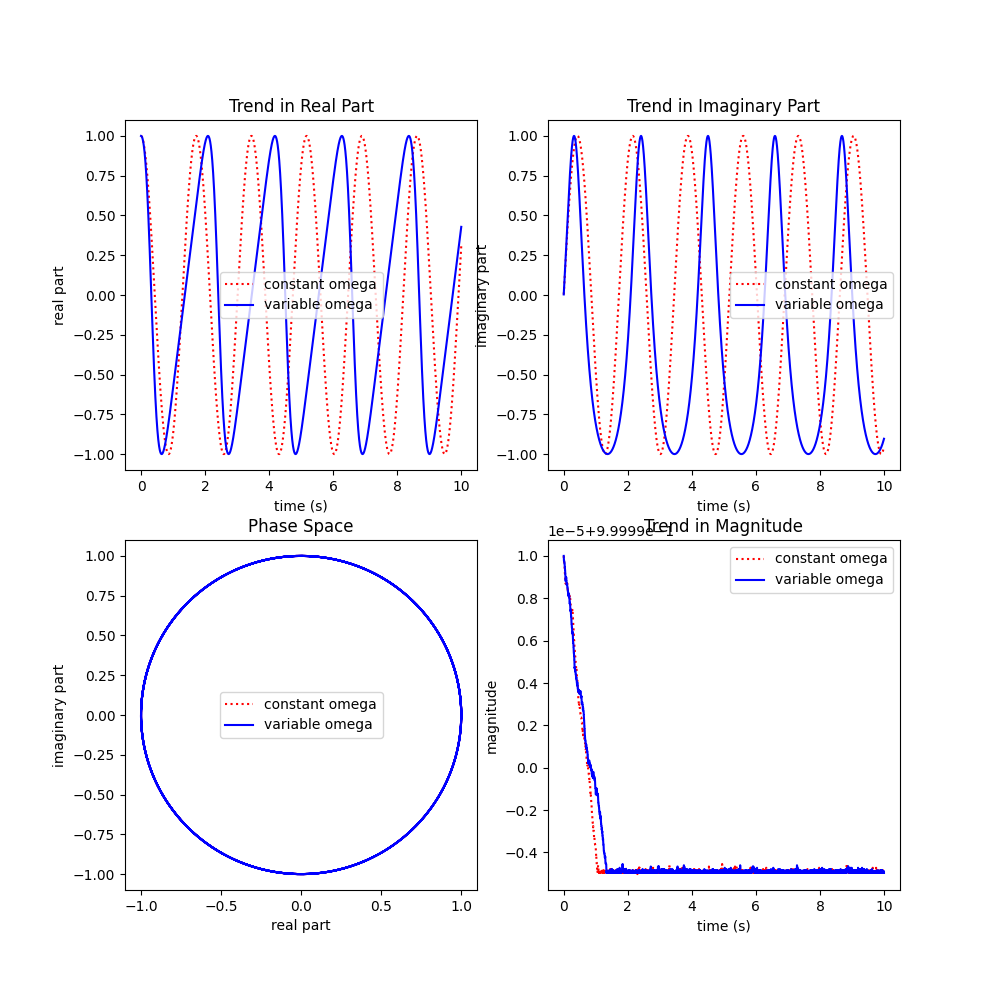 Trend in Real Part
1.00
0.75
0.50
0.25
0.00
−0.25
−0.50
−0.75
−1.00
real part
constant omega
variable omega
0 2 4 6 8 10
time (s)
Trend in Imaginary Part
1.00
0.75
0.50
0.25
0.00
−0.25
−0.50
−0.75
−1.00
imaginary part
constant omega
variable omega
0 2 4 6 8 10
time (s)
Phase Space
1.00
0.75
0.50
0.25
0.00
−0.25
−0.50
−0.75
−1.00
imaginary part
constant omega
variable omega
−1.0 −0.5 0.0 0.5 1.0
real part
1e−5+9.9999e−1
Trend in Magnitude
1.0
0.8
0.6
0.4
0.2
0.0
−0.2
−0.4
magnitude
constant omega
variable omega
0 2 4 6 8 10
time (s)